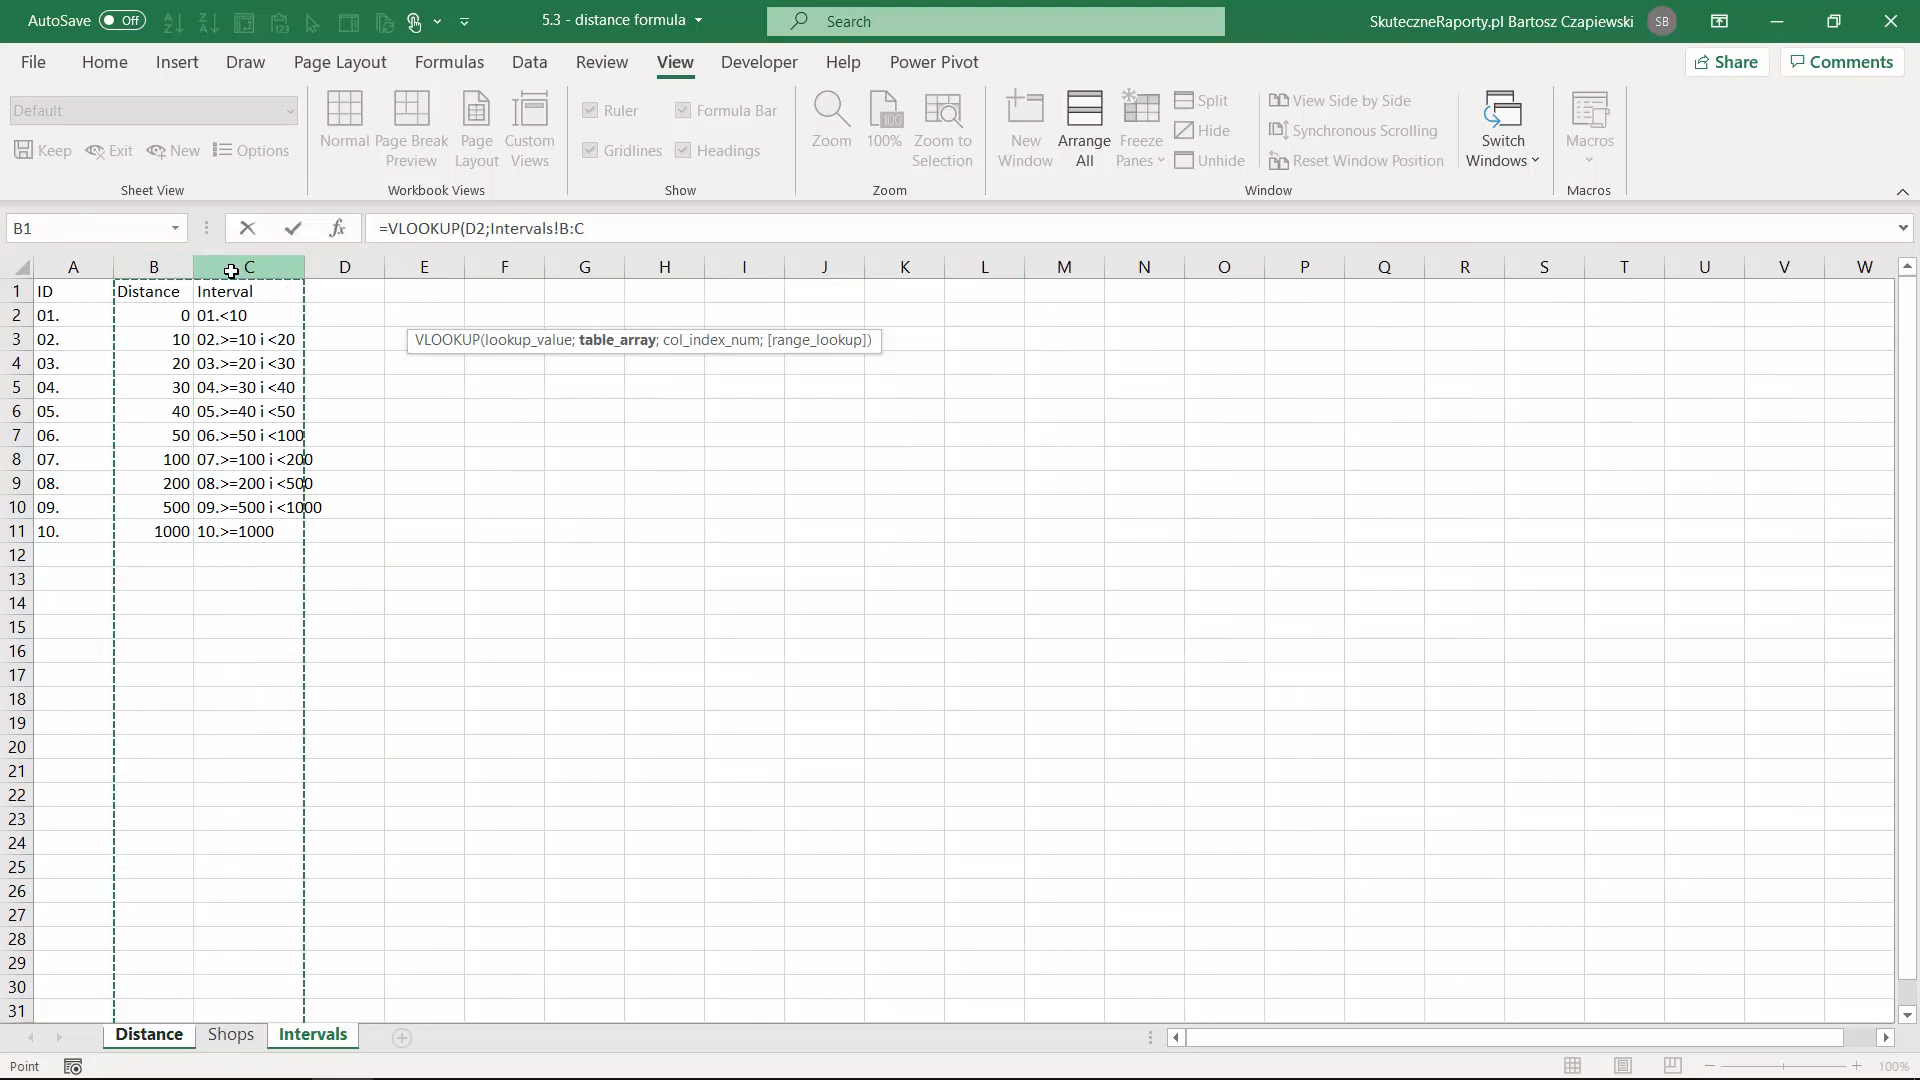 AutoSave Off 5.3 - distance formula Search SkuteczneRaporty.pl Bartosz Czapiewski SB
File Home Insert Draw Page Layout Formulas Data Review View Developer Help Power Pivot Share Comments
Default
Keep Exit New Options
Sheet View
Normal
Page Break Preview
Page Layout
Custom Views
Workbook Views
Ruler Formula Bar
Gridlines Headings
Show
Zoom
100%
Zoom to Selection
Zoom
New Window
Arrange All
Freeze Panes
Split
Hide
Unhide
View Side by Side
Synchronous Scrolling
Reset Window Position
Switch Windows
Window
Macros
Macros
B1 fx =VLOOKUP(D2;Intervals!B:C
A B C D E F G H I J K L M N O P Q R S T U V W
1 ID Distance Interval
2 01. 0 01.<10
3 02. 10 02.>=10 i <20
VLOOKUP(lookup_value; table_array; col_index_num; [range_lookup])
4 03. 20 03.>=20 i <30
5 04. 30 04.>=30 i <40
6 05. 40 05.>=40 i <50
7 06. 50 06.>=50 i <100
8 07. 100 07.>=100 i <200
9 08. 200 08.>=200 i <500
10 09. 500 09.>=500 i <1000
11 10. 1000 10.>=1000
12
13
14
15
16
17
18
19
20
21
22
23
24
25
26
27
28
29
30
31
Distance Shops Intervals
Point 100%